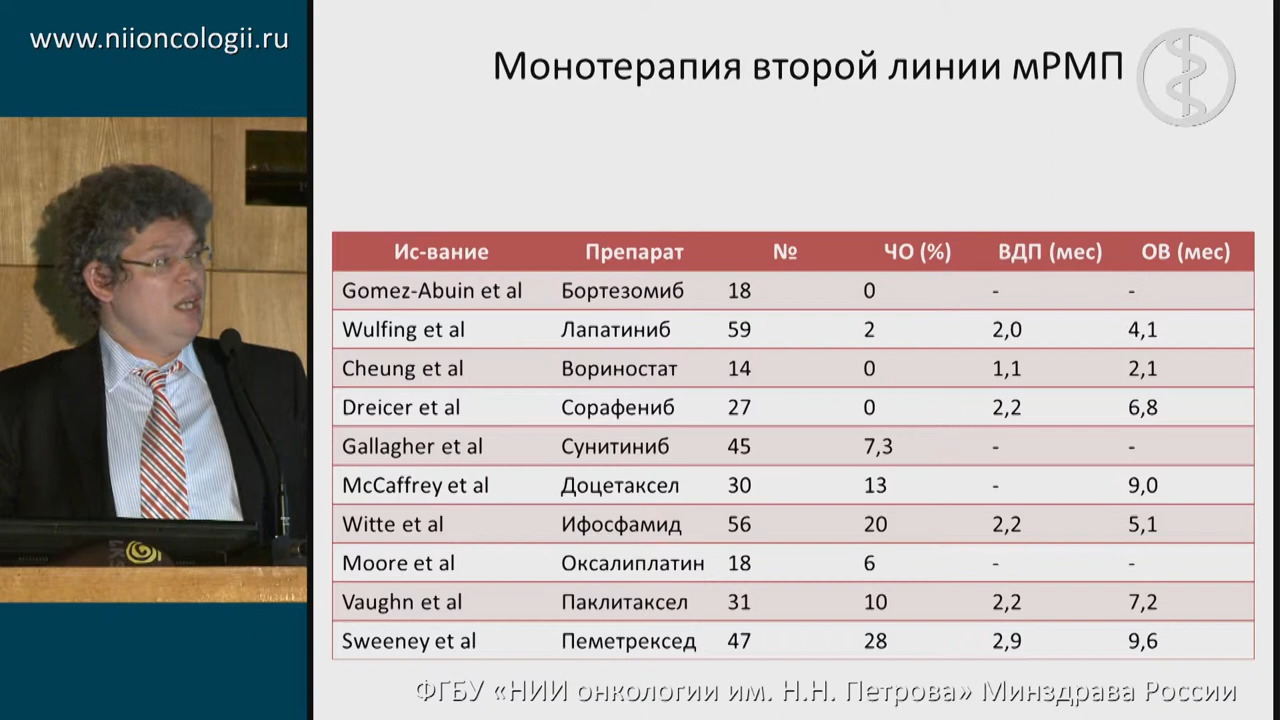 www.niioncologii.ru
Монотерапия второй линии мРМП
Ис-вание Препарат № ЧО (%) ВДП (мес) ОВ (мес)
Gomez-Abuin et al Бортезомиб 18 0 - -
Wulfing et al Лапатиниб 59 2 2,0 4,1
Cheung et al Вориностат 14 0 1,1 2,1
Dreicer et al Сорафениб 27 0 2,2 6,8
Gallagher et al Сунитиниб 45 7,3 - -
McCaffrey et al Доцетаксел 30 13 - 9,0
Witte et al Ифосфамид 56 20 2,2 5,1
Moore et al Оксалиплатин 18 6 - -
Vaughn et al Паклитаксел 31 10 2,2 7,2
Sweeney et al Пеметрексед 47 28 2,9 9,6
ФГБУ «НИИ онкологии им. Н.Н. Петрова» Минздрава России